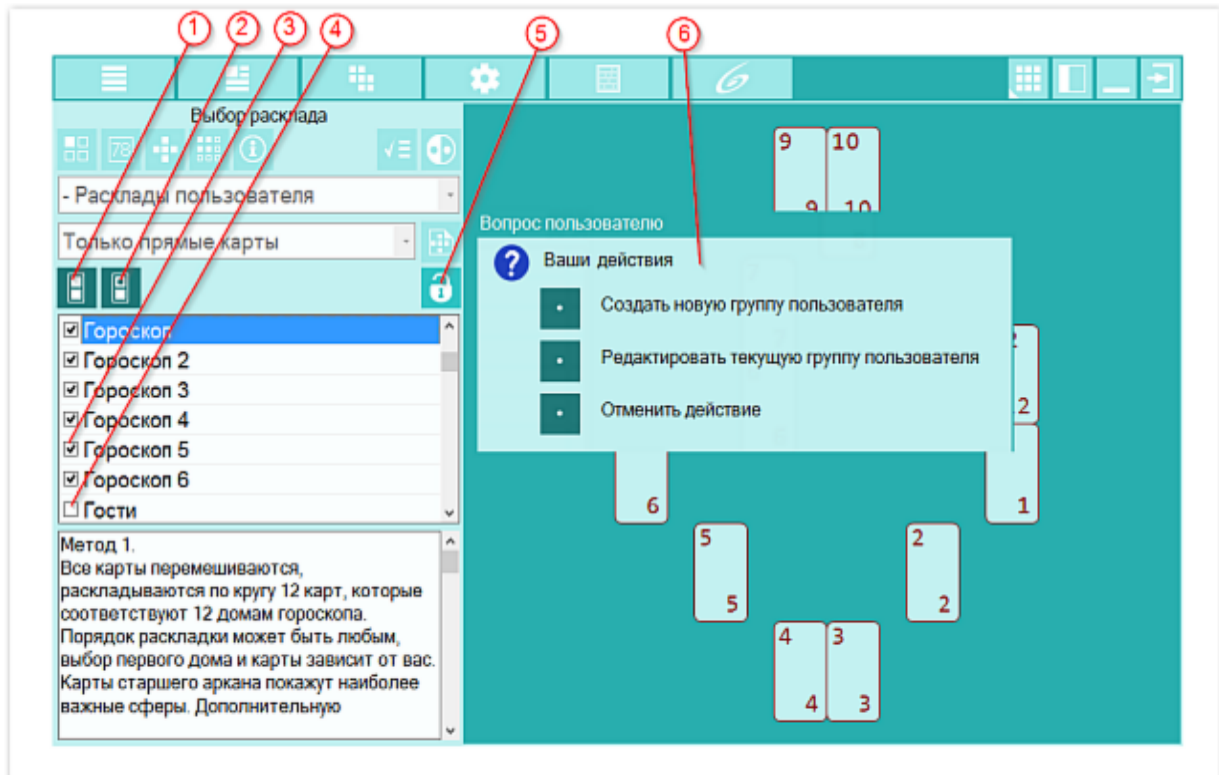 1 2 3 4 5 6
Выбор расклада
78
- Расклады пользователя
Только прямые карты
Гороскоп
Гороскоп 2
Гороскоп 3
Гороскоп 4
Гороскоп 5
Гороскоп 6
Гости
Метод 1.
Все карты перемешиваются,
раскладываются по кругу 12 карт, которые
соответствуют 12 домам гороскопа.
Порядок раскладки может быть любым,
выбор первого дома и карты зависит от вас.
Карты старшего аркана покажут наиболее
важные сферы. Дополнительную
9 10
9 10
Вопрос пользователю
Ваши действия
Создать новую группу пользователя
Редактировать текущую группу пользователя
Отменить действие
2
6
1
5 2
5 2
4 3
4 3